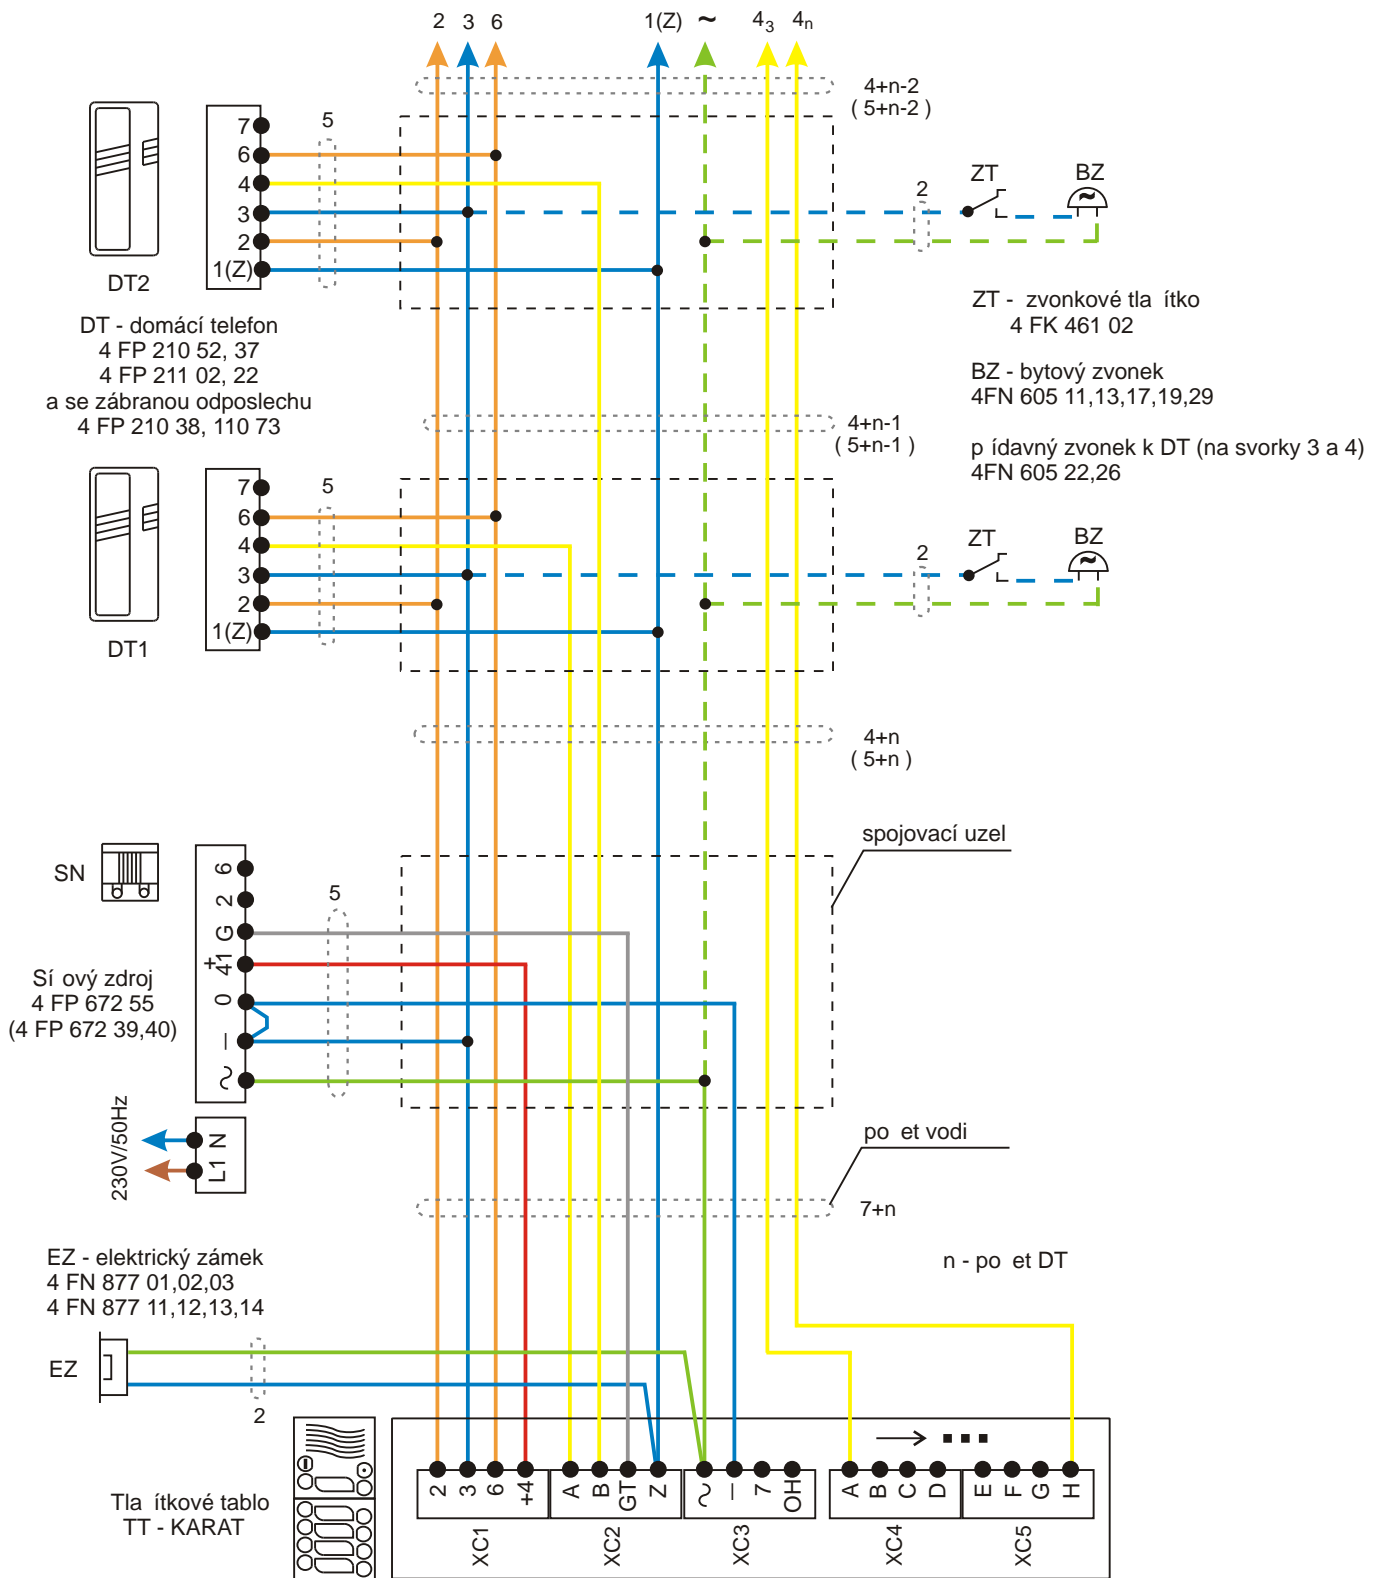 2 3 6 1(Z) ~ 4₃ 4ₙ
4+n-2
( 5+n-2 )
7
6
4
3
2
1(Z)
5
DT2
2
ZT
BZ
DT - domácí telefon
4 FP 210 52, 37
4 FP 211 02, 22
a se zábranou odposlechu
4 FP 210 38, 110 73
ZT - zvonkové tla ítko
4 FK 461 02
BZ - bytový zvonek
4FN 605 11,13,17,19,29
4+n-1
( 5+n-1 )
p ídavný zvonek k DT (na svorky 3 a 4)
4FN 605 22,26
7
6
4
3
2
1(Z)
5
DT1
2
ZT
BZ
4+n
( 5+n )
spojovací uzel
SN
6
2
G
+41
0
—
~
5
Sí ový zdroj
4 FP 672 55
(4 FP 672 39,40)
230V/50Hz
N
L1
po et vodi
7+n
n - po et DT
EZ - elektrický zámek
4 FN 877 01,02,03
4 FN 877 11,12,13,14
EZ
2
Tla ítkové tablo
TT - KARAT
2 3 6 +4 A B GT Z ~ — 7 OH A B C D E F G H
XC1 XC2 XC3 XC4 XC5